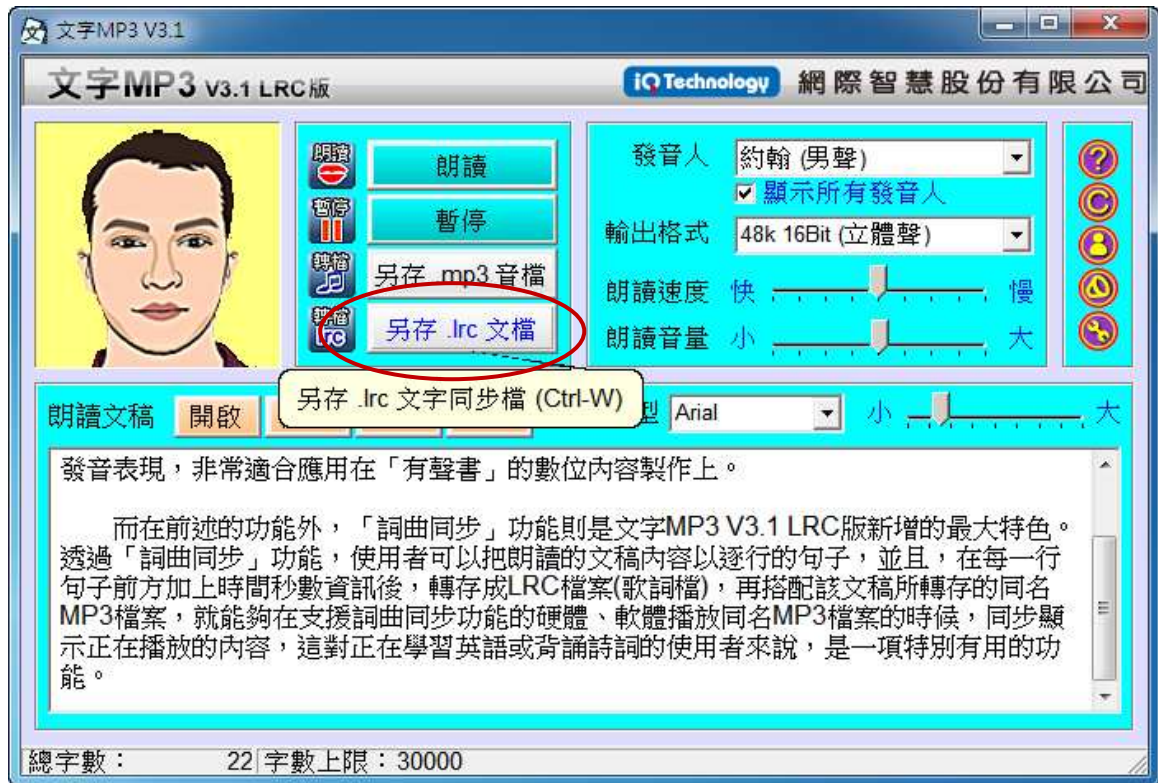 文字MP3 V3.1
文字MP3 V3.1 LRC版
iQ Technology 網際智慧股份有限公司
朗讀
朗讀
暫停
暫停
轉檔
另存 .mp3 音檔
轉檔
LRC
另存 .lrc 文檔
另存 .lrc 文字同步檔 (Ctrl-W)
發音人 約翰 (男聲)
顯示所有發音人
輸出格式 48k 16Bit (立體聲)
朗讀速度 快 慢
朗讀音量 小 大
朗讀文稿 開啟 型 Arial 小 大
發音表現，非常適合應用在「有聲書」的數位內容製作上。
而在前述的功能外，「詞曲同步」功能則是文字MP3 V3.1 LRC版新增的最大特色。
透過「詞曲同步」功能，使用者可以把朗讀的文稿內容以逐行的句子，並且，在每一行
句子前方加上時間秒數資訊後，轉存成LRC檔案(歌詞檔)，再搭配該文稿所轉存的同名
MP3檔案，就能夠在支援詞曲同步功能的硬體、軟體播放同名MP3檔案的時候，同步顯
示正在播放的內容，這對正在學習英語或背誦詩詞的使用者來說，是一項特別有用的功
能。
總字數： 22 字數上限：30000